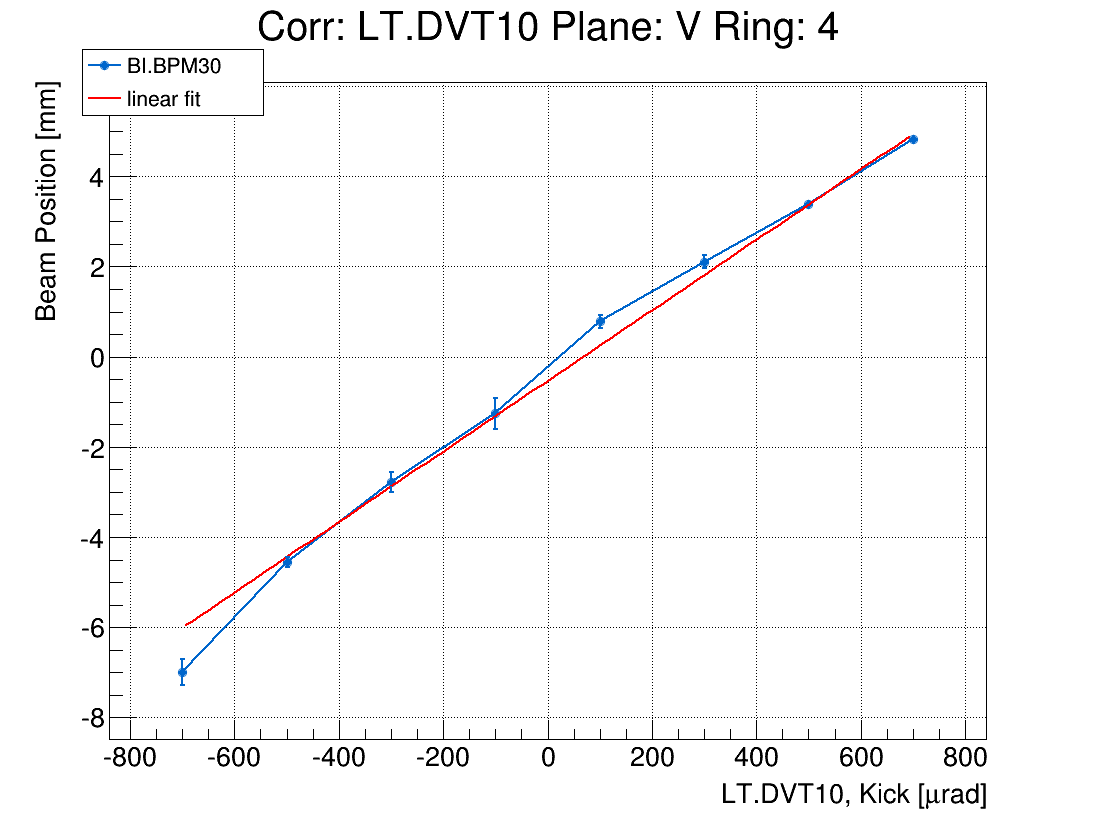 Corr: LT.DVT10 Plane: V Ring: 4
BI.BPM30
linear fit
Beam Position [mm]
4
2
0
-2
-4
-6
-8
-800 -600 -400 -200 0 200 400 600 800
LT.DVT10, Kick [μrad]